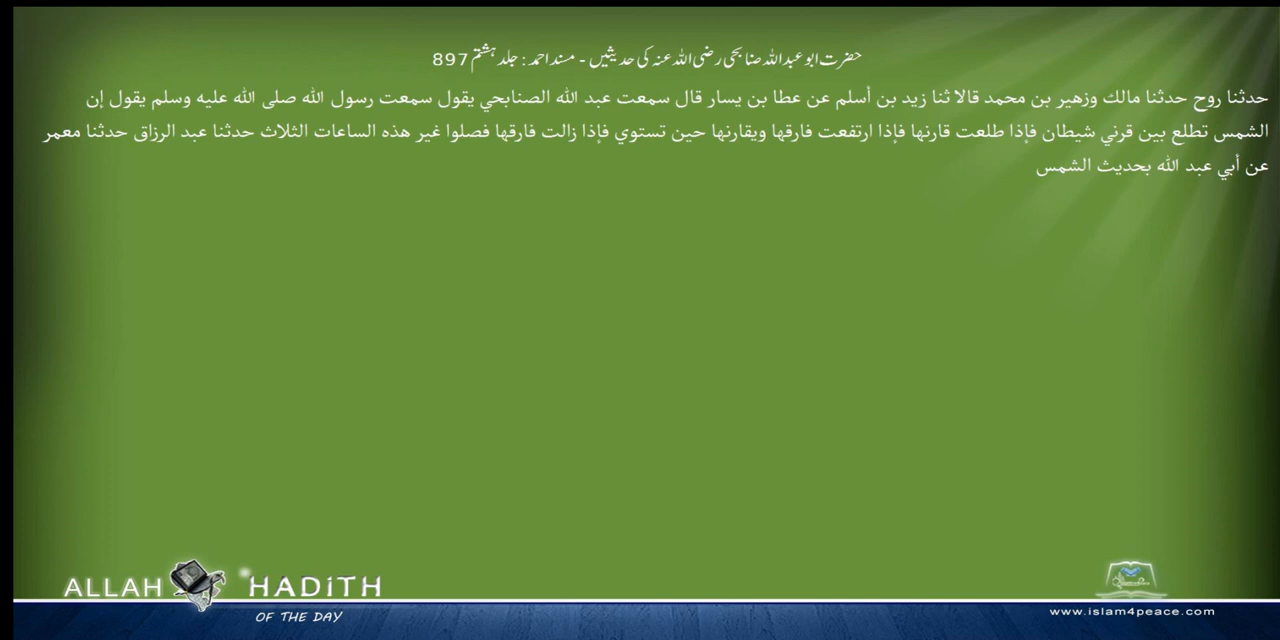 حضرت ابو عبداللہ صنابحی رضی اللہ عنہ کی حدیثیں - مسند احمد : جلد ہشتم 897
حدثنا روح حدثنا مالك وزهير بن محمد قالا ثنا زيد بن أسلم عن عطا بن يسار قال سمعت عبد الله الصنابحي يقول سمعت رسول الله صلى الله عليه وسلم يقول إن
الشمس تطلع بين قرني شيطان فإذا طلعت قارنها فإذا ارتفعت فارقها ويقارنها حين تستوي فإذا زالت فارقها فصلوا غير هذه الساعات الثلاث حدثنا عبد الرزاق حدثنا معمر
عن أبي عبد الله بحديث الشمس
ALLAH HADITH
OF THE DAY
www.islam4peace.com